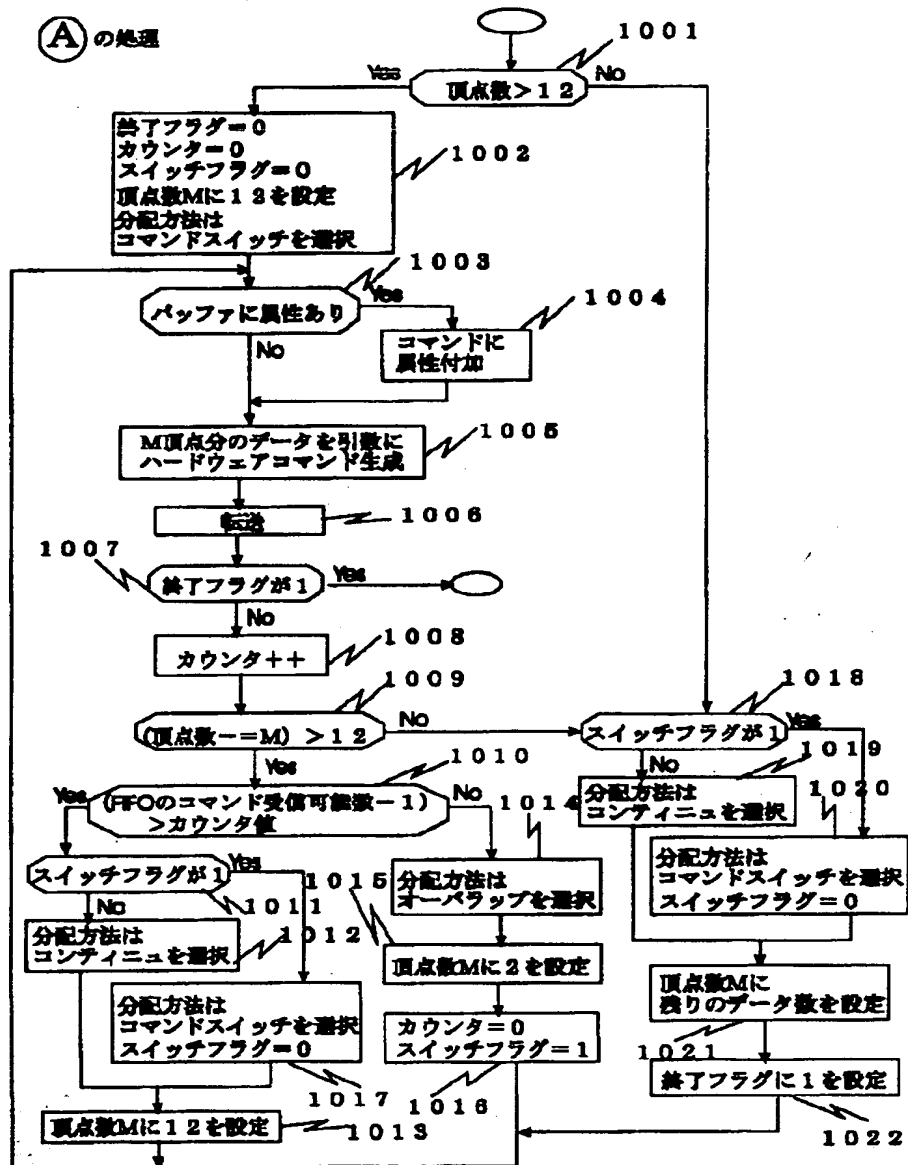 Aの処理
1001
頂点数>12
Yes
No
終了フラグ=0
カウンタ=0
スイッチフラグ=0
頂点数Mに12を設定
分配方法は
コマンドスイッチを選択
1002
1003
バッファに属性あり
Yes
No
1004
コマンドに
属性付加
M頂点分のデータを引数に
ハードウェアコマンド生成
1005
転送
1006
1007
終了フラグが1
Yes
No
カウンタ++
1008
1009
(頂点数-=M)>12
No
Yes
1018
スイッチフラグが1
Yes
No
1019
分配方法は
コンティニュを選択
1020
分配方法は
コマンドスイッチを選択
スイッチフラグ=0
1010
Yes
(FIFOのコマンド受信可能数-1)
>カウンタ値
No
1014
分配方法は
オーバラップを選択
1015
頂点数Mに2を設定
カウンタ=0
スイッチフラグ=1
1016
スイッチフラグが1
Yes
No
1011
分配方法は
コンティニュを選択
1012
分配方法は
コマンドスイッチを選択
スイッチフラグ=0
1017
頂点数Mに12を設定
1013
頂点数Mに
残りのデータ数を設定
1021
終了フラグに1を設定
1022